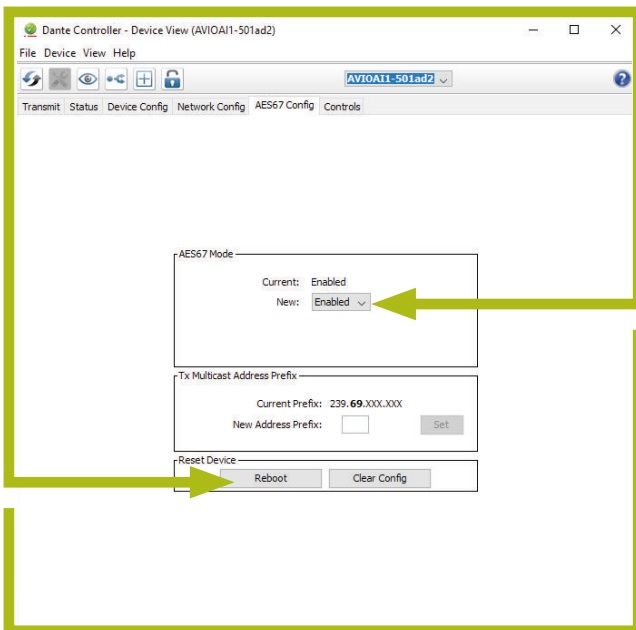 Dante Controller - Device View (AVIOAI1-501ad2)
File Device View Help
AVIOAI1-501ad2
Transmit Status Device Config Network Config AES67 Config Controls
AES67 Mode
Current: Enabled
New: Enabled
Tx Multicast Address Prefix
Current Prefix: 239.69.XXX.XXX
New Address Prefix: Set
Reset Device
Reboot Clear Config